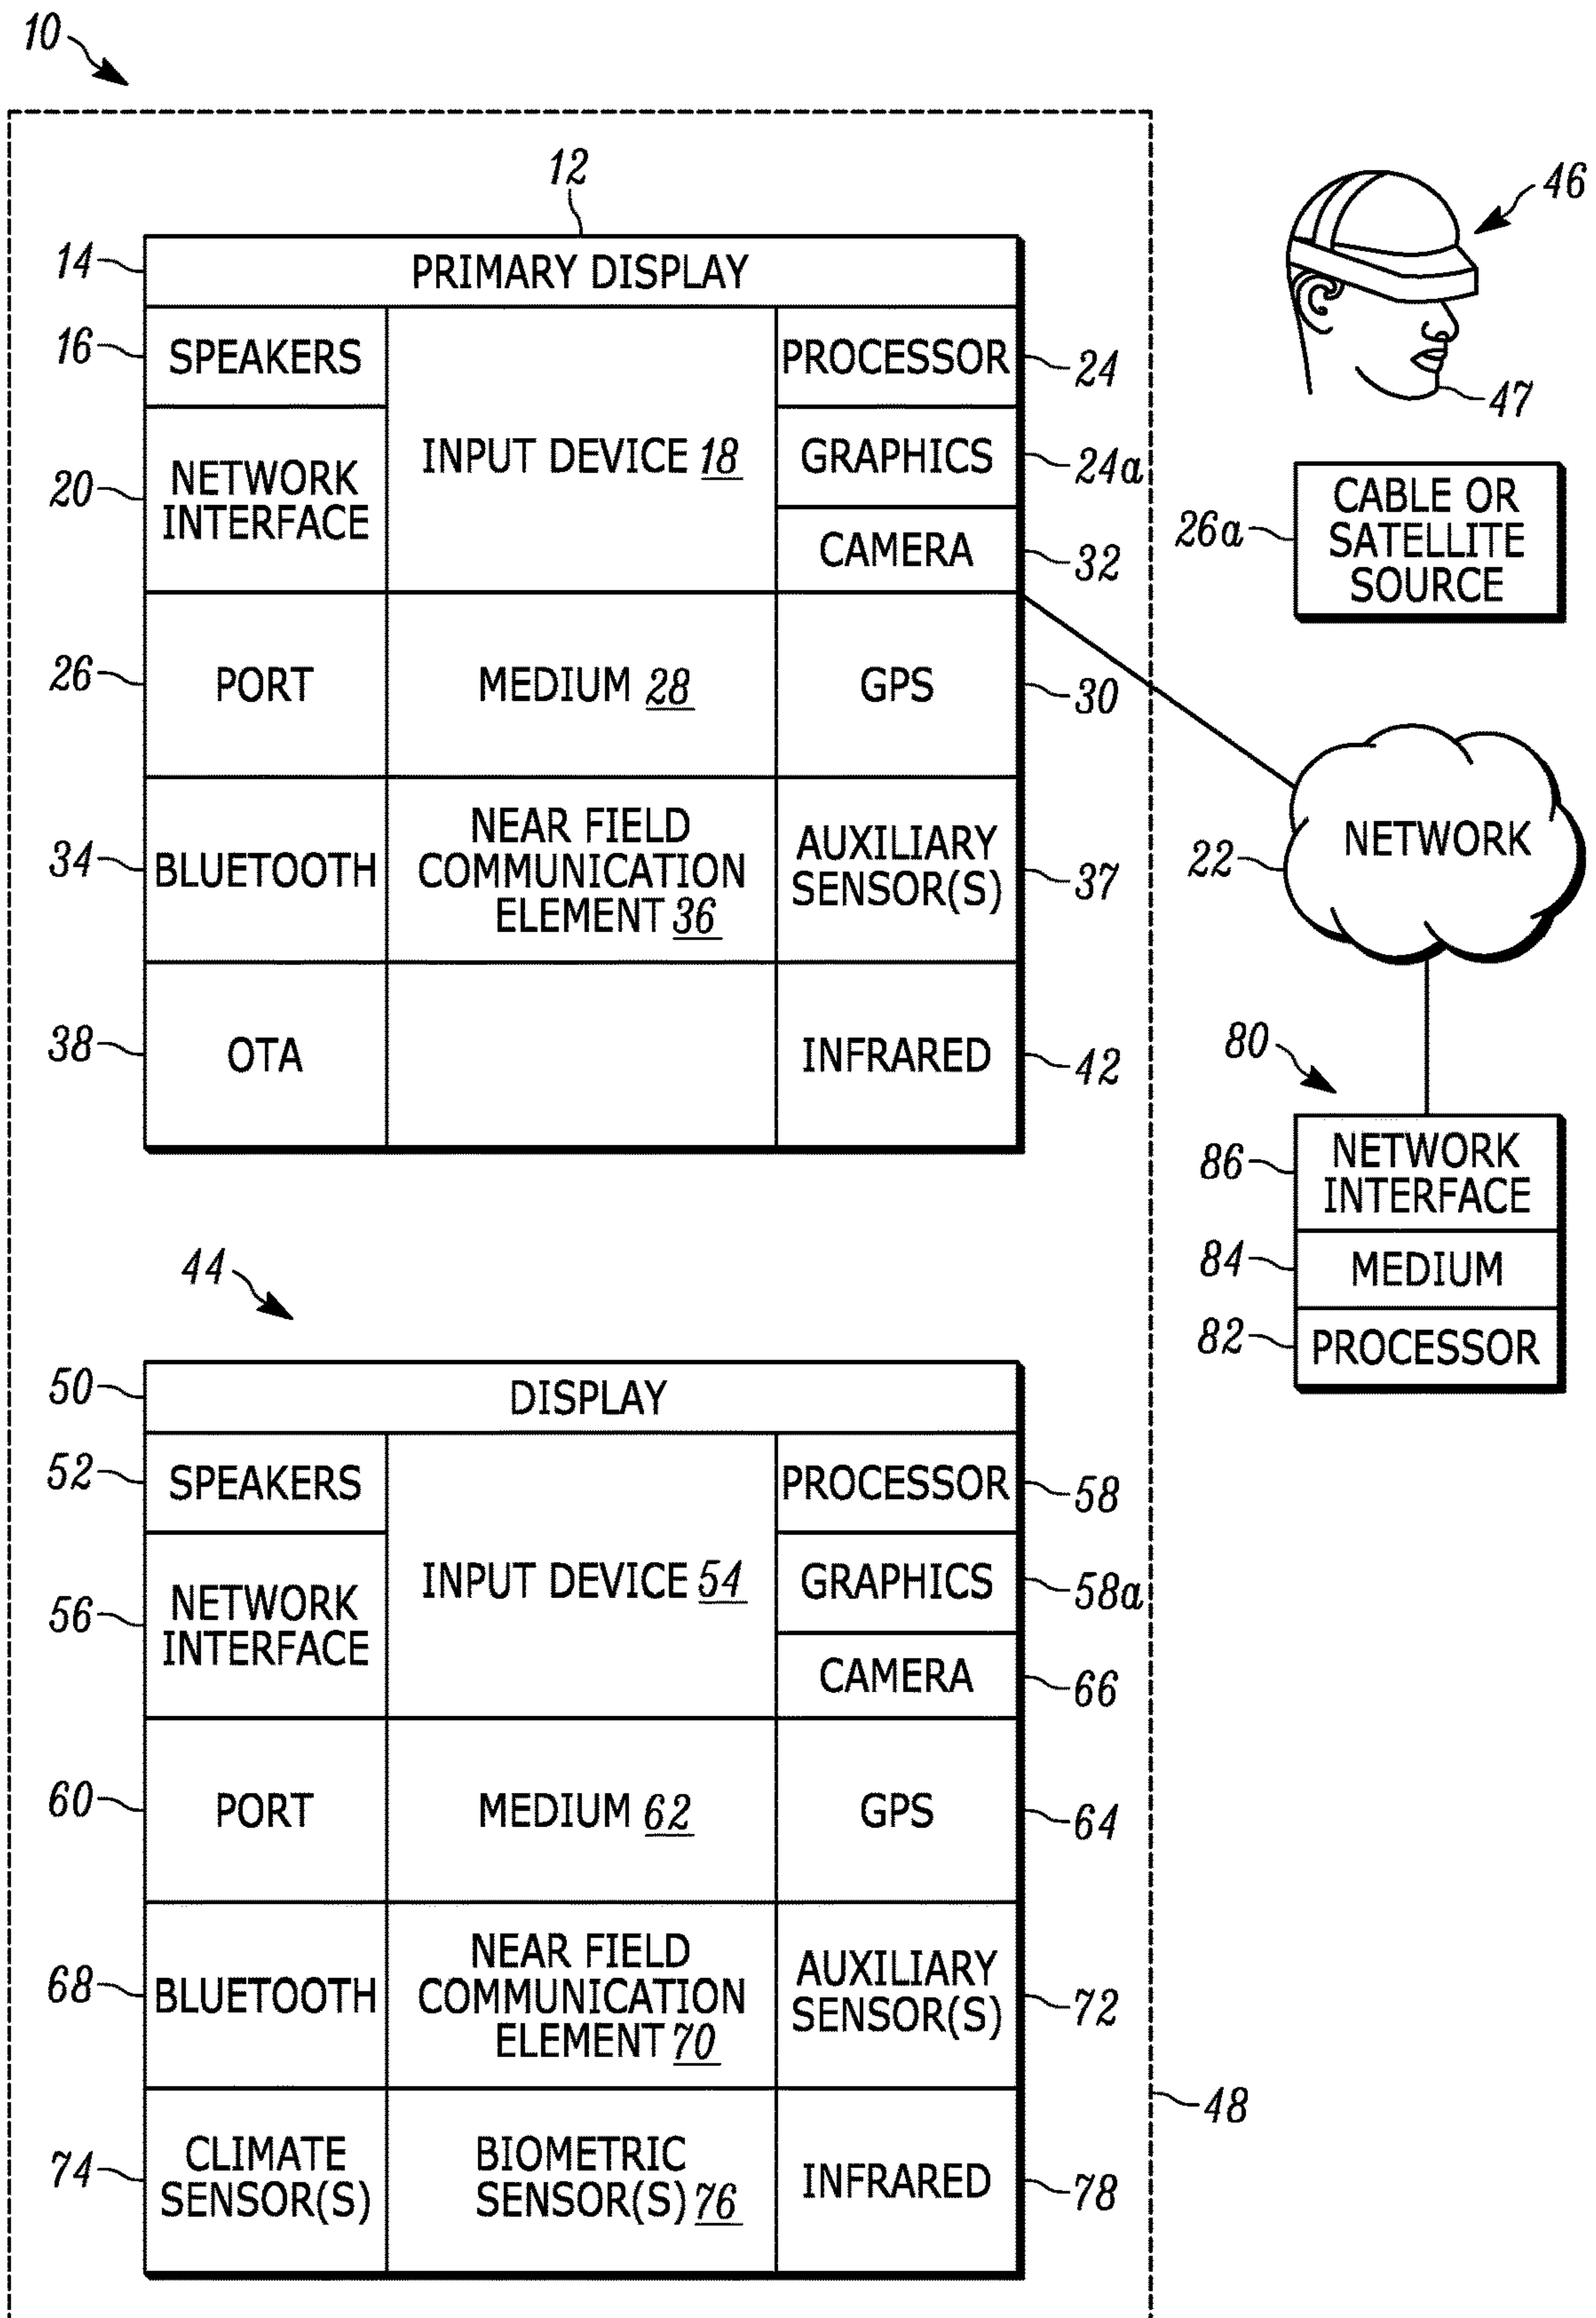 10
12
14
PRIMARY DISPLAY
46
16
SPEAKERS
PROCESSOR
24
47
20
NETWORK
INTERFACE
INPUT DEVICE 18
GRAPHICS
24a
CAMERA
32
26a
CABLE OR
SATELLITE
SOURCE
26
PORT
MEDIUM 28
GPS
30
34
BLUETOOTH
NEAR FIELD
COMMUNICATION
ELEMENT 36
AUXILIARY
SENSOR(S)
37
22
NETWORK
38
OTA
INFRARED
42
80
86
NETWORK
INTERFACE
84
MEDIUM
82
PROCESSOR
44
50
DISPLAY
52
SPEAKERS
PROCESSOR
58
56
NETWORK
INTERFACE
INPUT DEVICE 54
GRAPHICS
58a
CAMERA
66
60
PORT
MEDIUM 62
GPS
64
68
BLUETOOTH
NEAR FIELD
COMMUNICATION
ELEMENT 70
AUXILIARY
SENSOR(S)
72
48
74
CLIMATE
SENSOR(S)
BIOMETRIC
SENSOR(S) 76
INFRARED
78